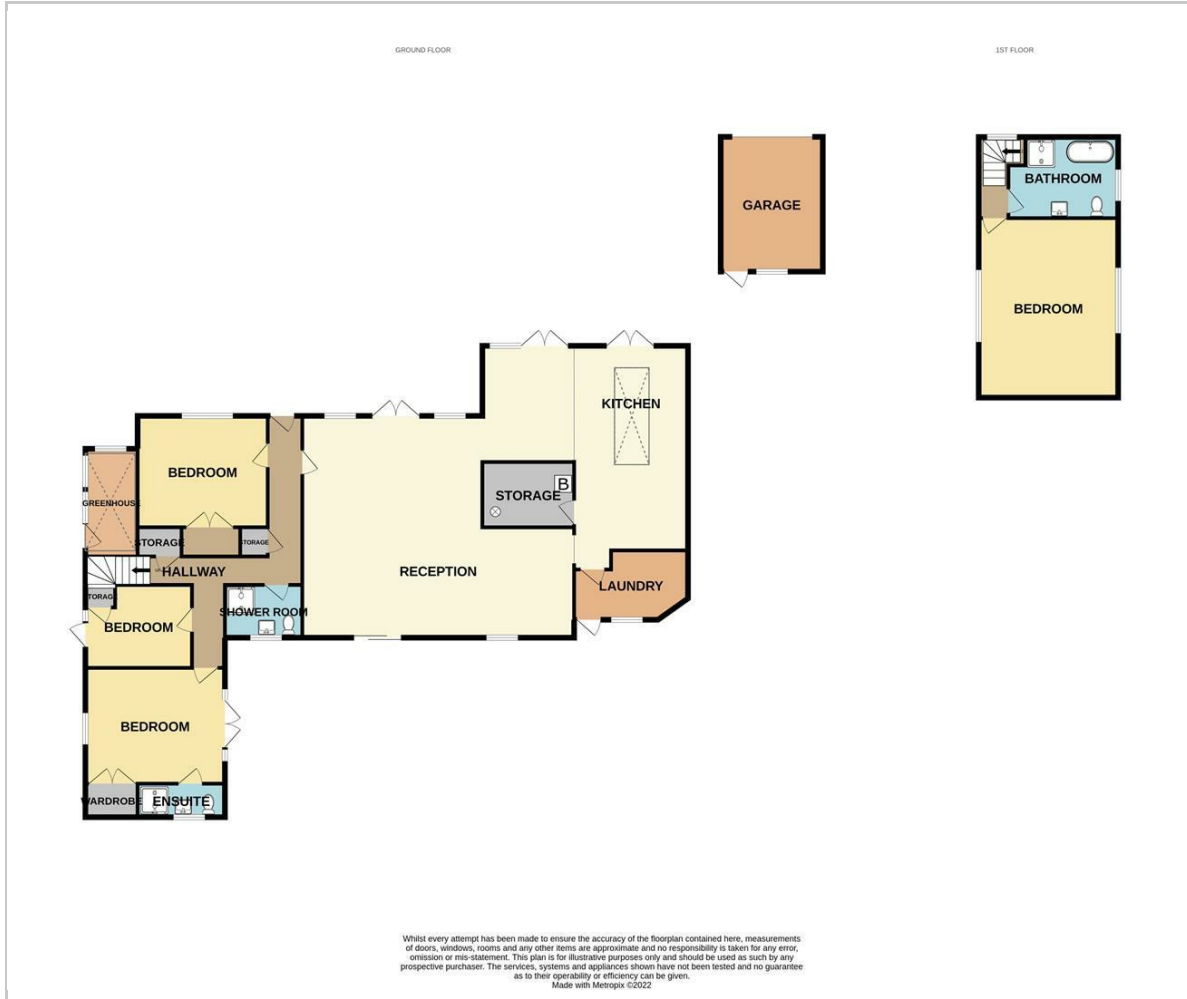 GROUND FLOOR
1ST FLOOR
GARAGE
BATHROOM
BEDROOM
KITCHEN
BEDROOM
STORAGE
B
GREENHOUSE
STORAGE
STORAGE
HALLWAY
RECEPTION
LAUNDRY
TORAG
SHOWER ROOM
BEDROOM
BEDROOM
WARDROBE
ENSUITE
Whilst every attempt has been made to ensure the accuracy of the floorplan contained here, measurements
of doors, windows, rooms and any other items are approximate and no responsibility is taken for any error,
omission or mis-statement. This plan is for illustrative purposes only and should be used as such by any
prospective purchaser. The services, systems and appliances shown have not been tested and no guarantee
as to their operability or efficiency can be given.
Made with Metropix ©2022